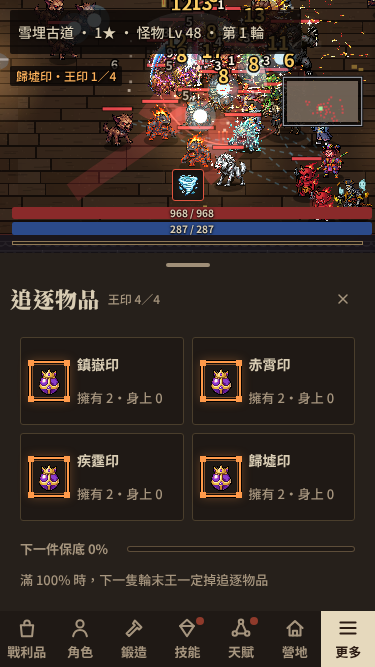 1213
雪埋古道 · 1★ · 怪物 Lv 48 · 第 1 輪
歸墟印·王印 1／4
968 / 968
287 / 287
追逐物品 王印 4／4
鎮嶽印
擁有 2·身上 0
赤霄印
擁有 2·身上 0
疾霆印
擁有 2·身上 0
歸墟印
擁有 2·身上 0
下一件保底 0%
滿 100% 時，下一隻輪末王一定掉追逐物品
戰利品 角色 鍛造 技能 天賦 營地 更多